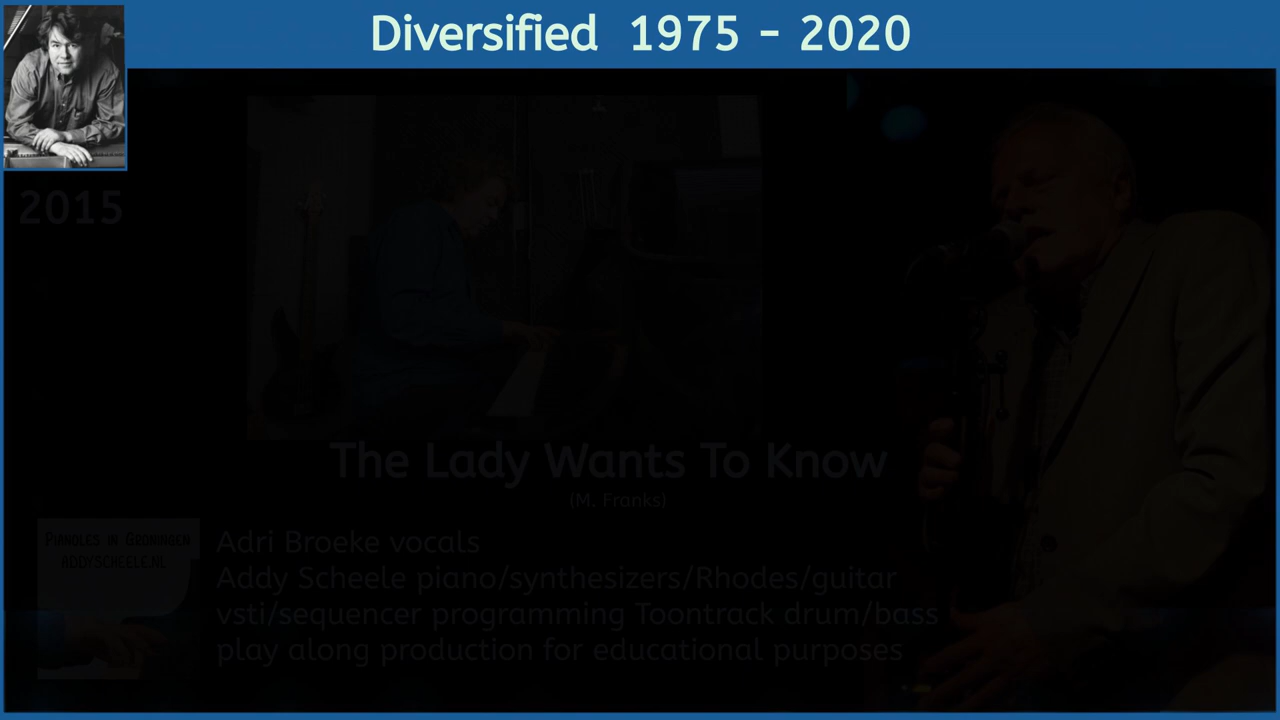 Diversified 1975 - 2020
2015
The Lady Wants To Know
(M. Franks)
PIANOLES IN GRONINGEN
ADDYSCHEELE.NL
Adri Broeke vocals
Addy Scheele piano/synthesizers/Rhodes/guitar
vsti/sequencer programming Toontrack drum/bass
play along production for educational purposes